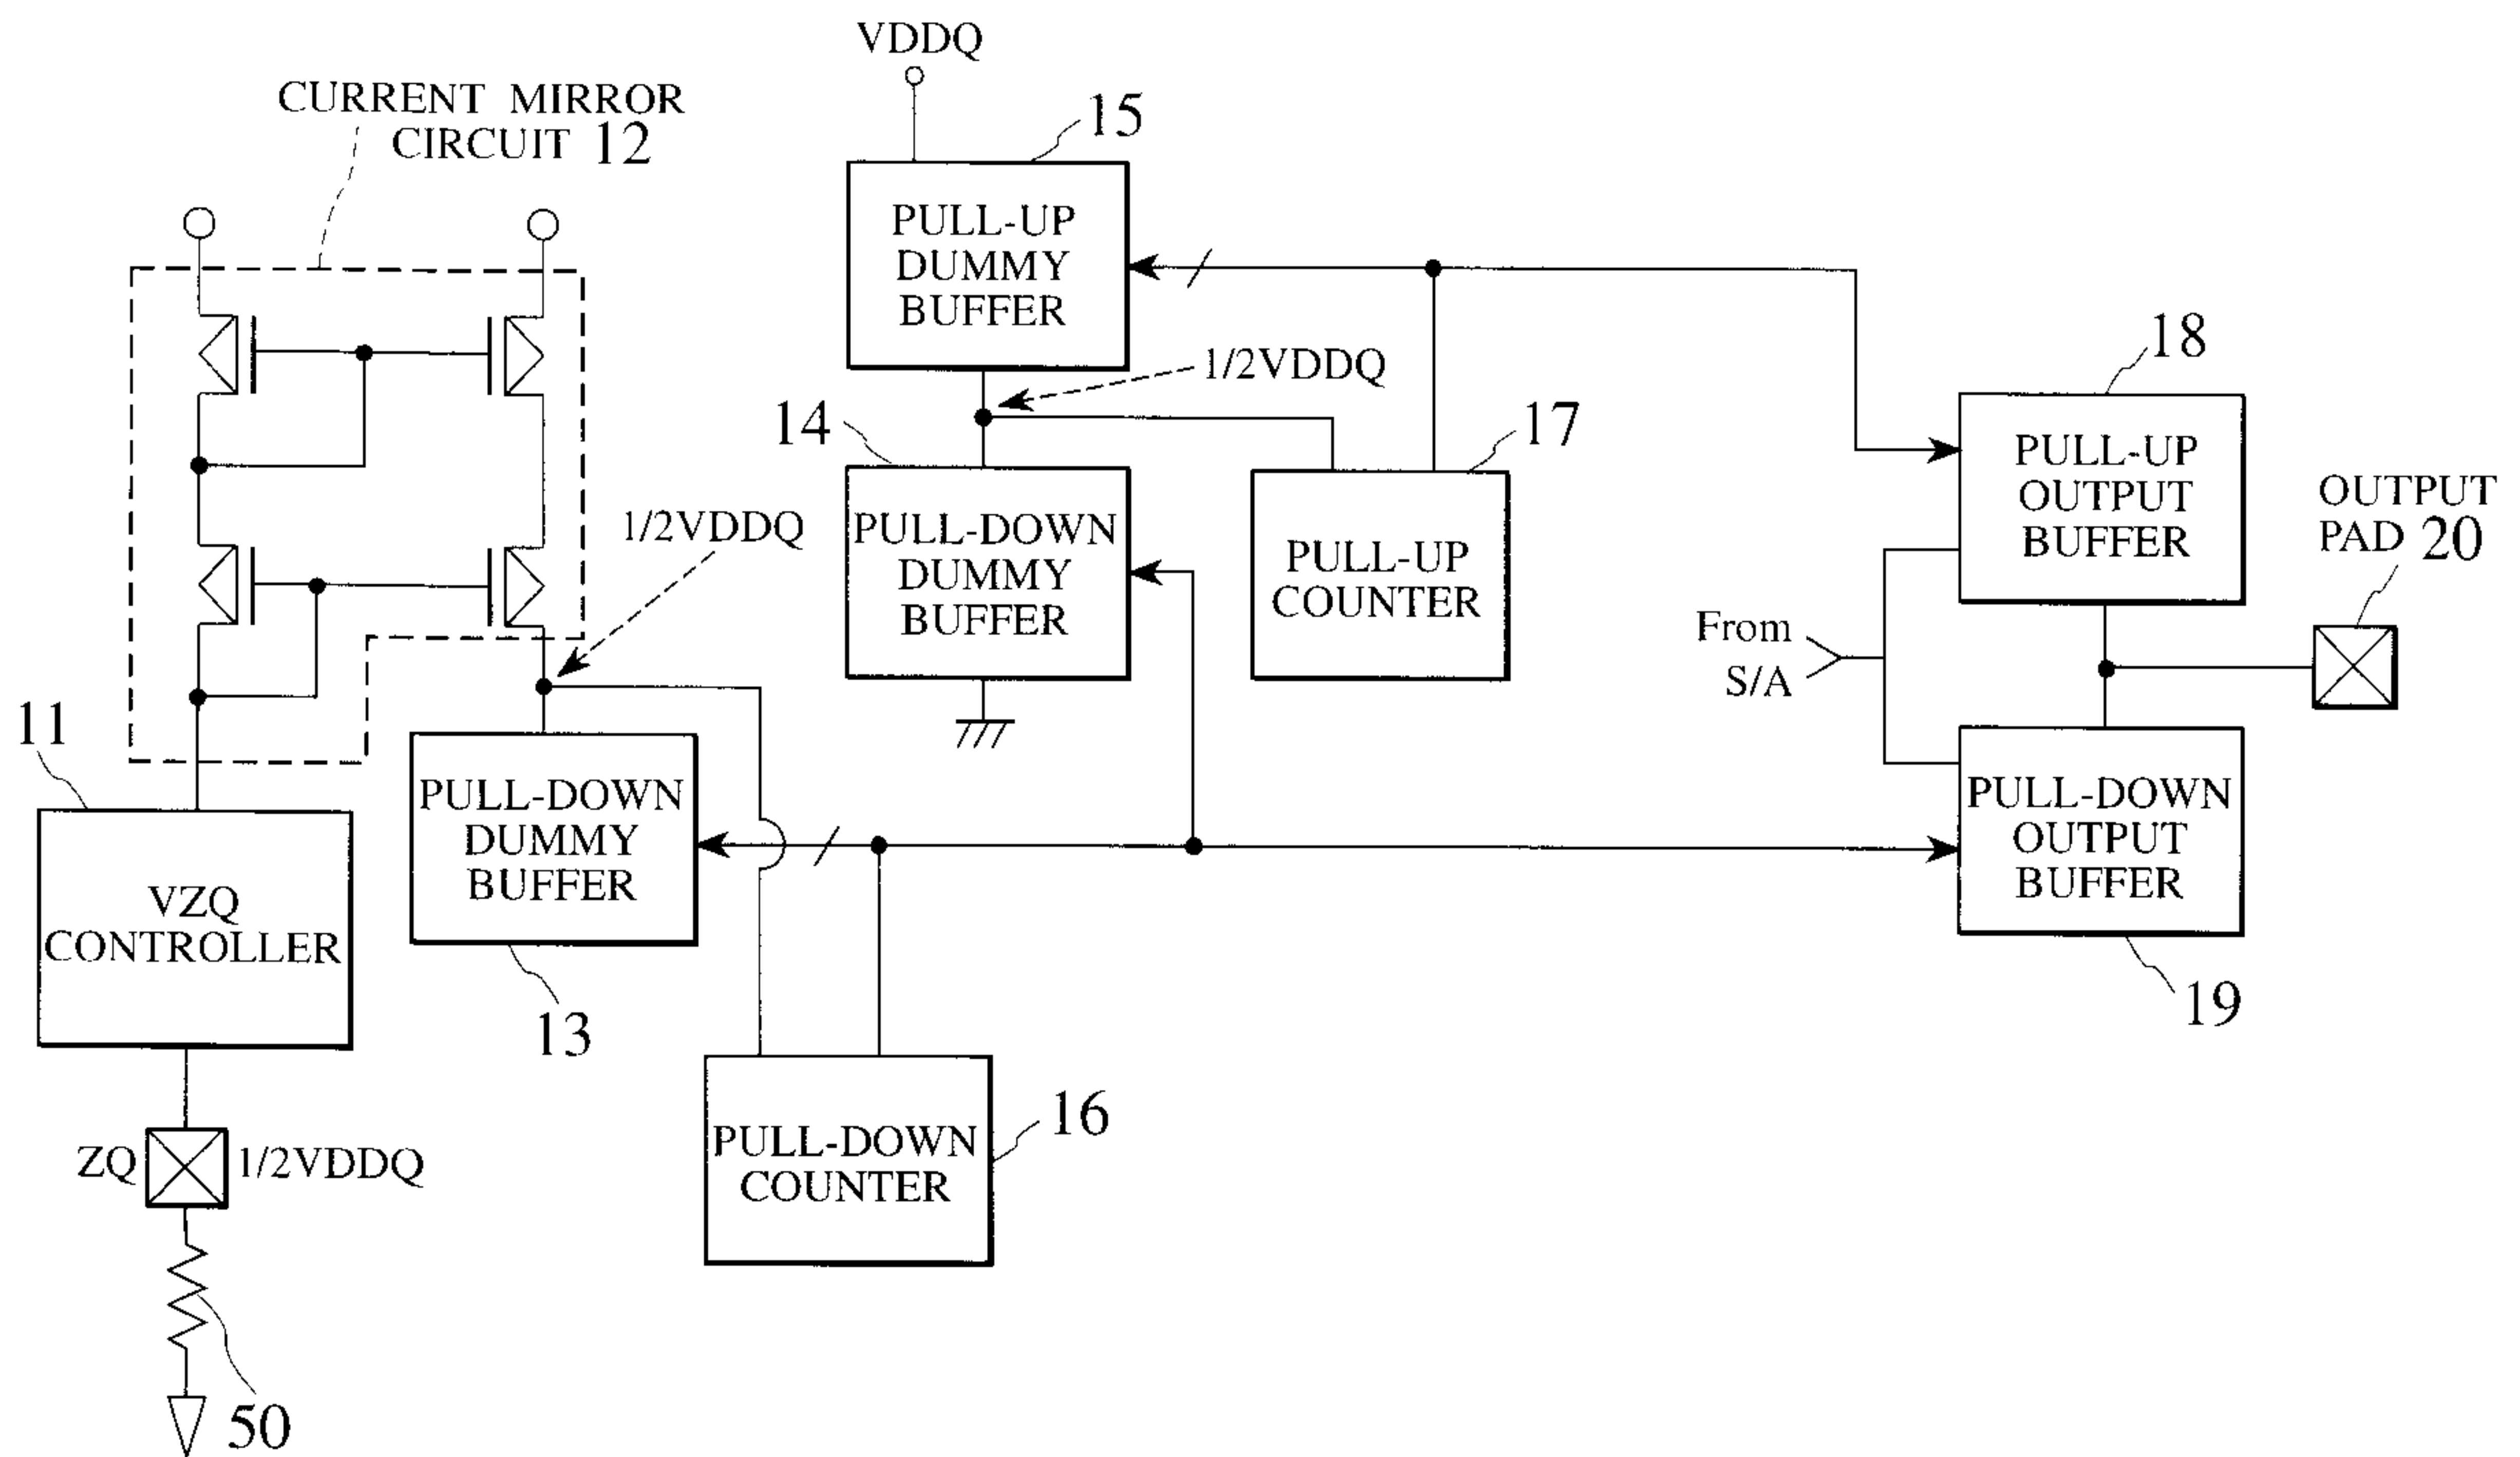 VDDQ
CURRENT MIRROR
CIRCUIT 12
15
PULL-UP
DUMMY
BUFFER
1/2VDDQ
18
14
17
PULL-UP
OUTPUT
BUFFER
OUTPUT
PAD 20
1/2VDDQ
PULL-DOWN
DUMMY
BUFFER
PULL-UP
COUNTER
From
S/A
11
PULL-DOWN
DUMMY
BUFFER
PULL-DOWN
OUTPUT
BUFFER
VZQ
CONTROLLER
13
19
16
PULL-DOWN
COUNTER
ZQ
1/2VDDQ
50